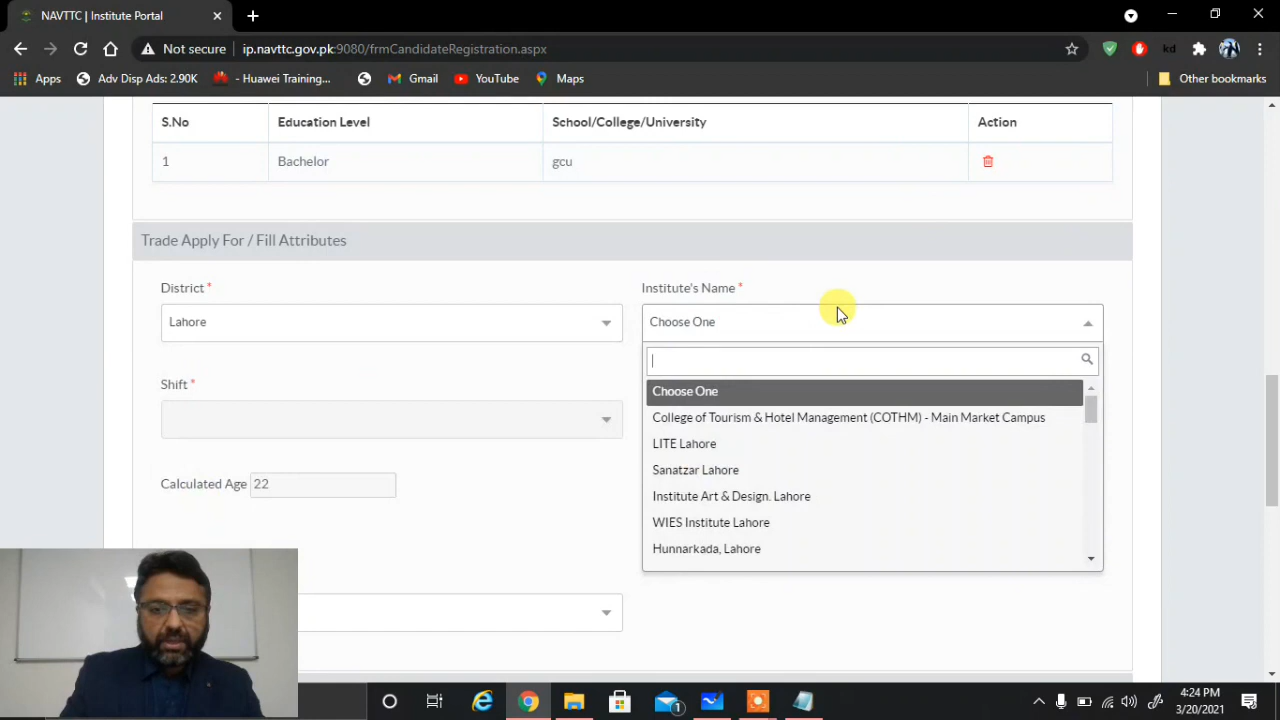 NAVTTC | Institute Portal
Not secure ip.navttc.gov.pk:9080/frmCandidateRegistration.aspx
kd
Apps Adv Disp Ads: 2.90K - Huawei Training... Gmail YouTube Maps Other bookmarks
S.No Education Level School/College/University Action
1 Bachelor gcu
Trade Apply For / Fill Attributes
District * Institute's Name *
Lahore Choose One
Shift *
Choose One
College of Tourism & Hotel Management (COTHM) - Main Market Campus
LITE Lahore
Sanatzar Lahore
Calculated Age 22
Institute Art & Design. Lahore
WIES Institute Lahore
Hunnarkada, Lahore
1
4:24 PM
3/20/2021